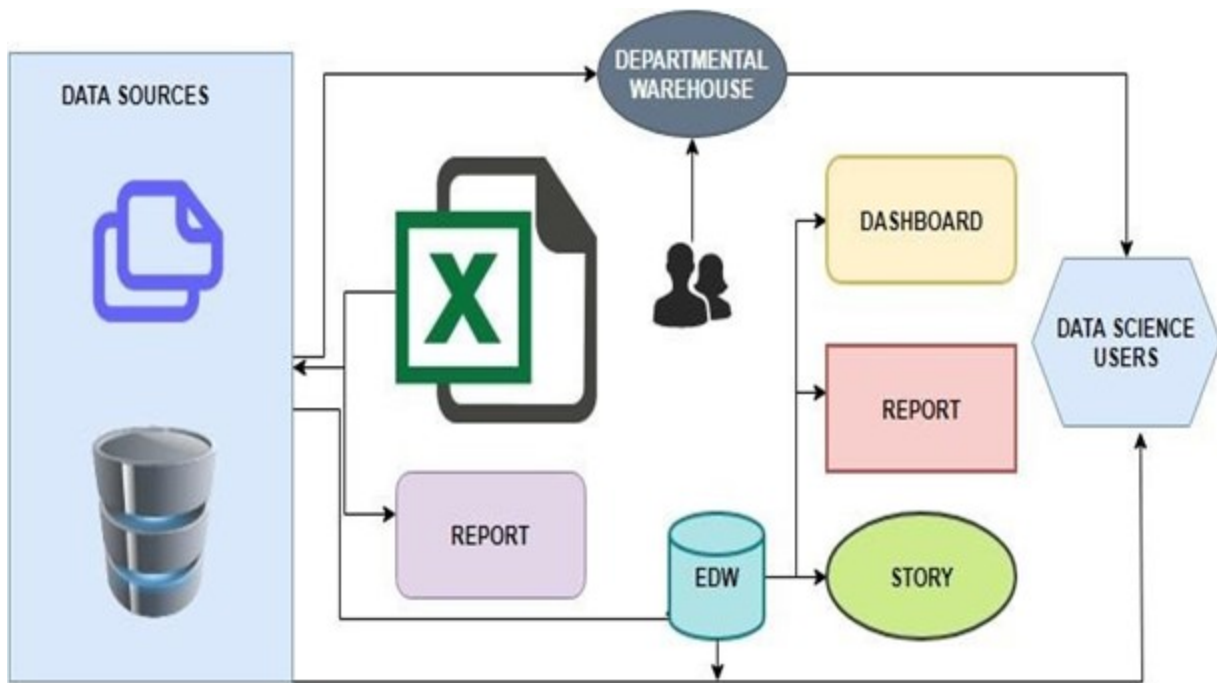 DATA SOURCES
DEPARTMENTAL
WAREHOUSE
X
DASHBOARD
DATA SCIENCE
USERS
REPORT
REPORT
EDW
STORY